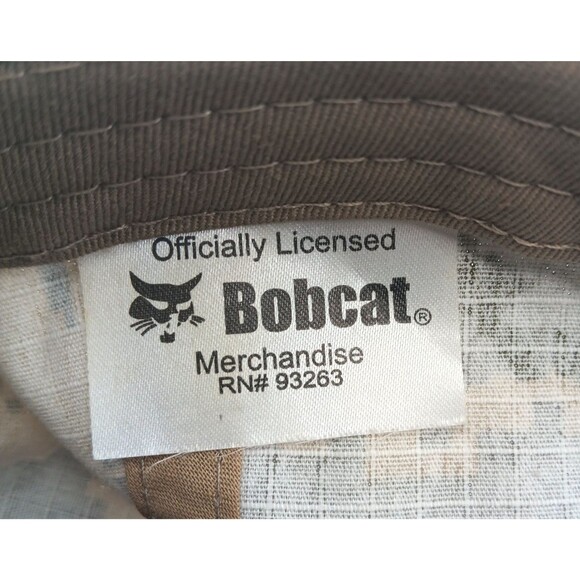 Officially Licensed
Bobcat®
Merchandise
RN# 93263